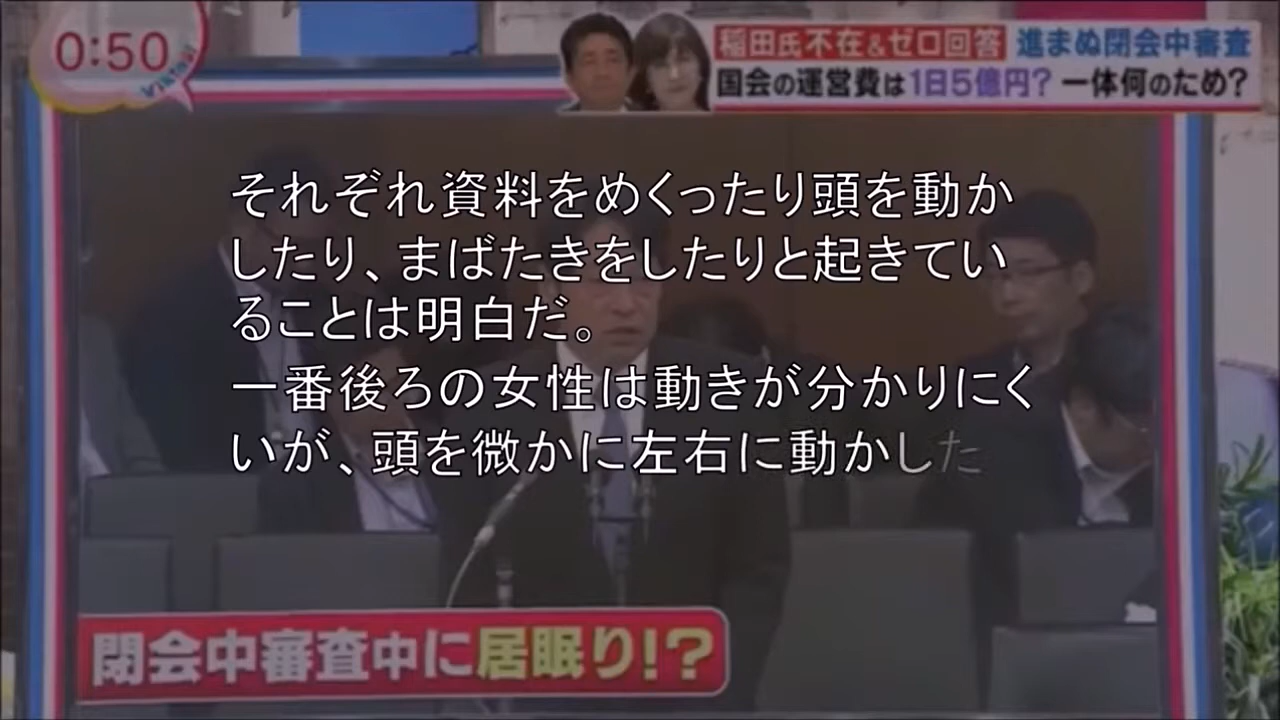 0:50
稲田氏不在&ゼロ回答 進まぬ閉会中審査
国会の運営費は1日5億円? 一体何のため?
それぞれ資料をめくったり頭を動か
したり、まばたきをしたりと起きてい
ることは明白だ。
一番後ろの女性は動きが分かりにく
いが、頭を微かに左右に動かした
閉会中審査中に居眠り!?